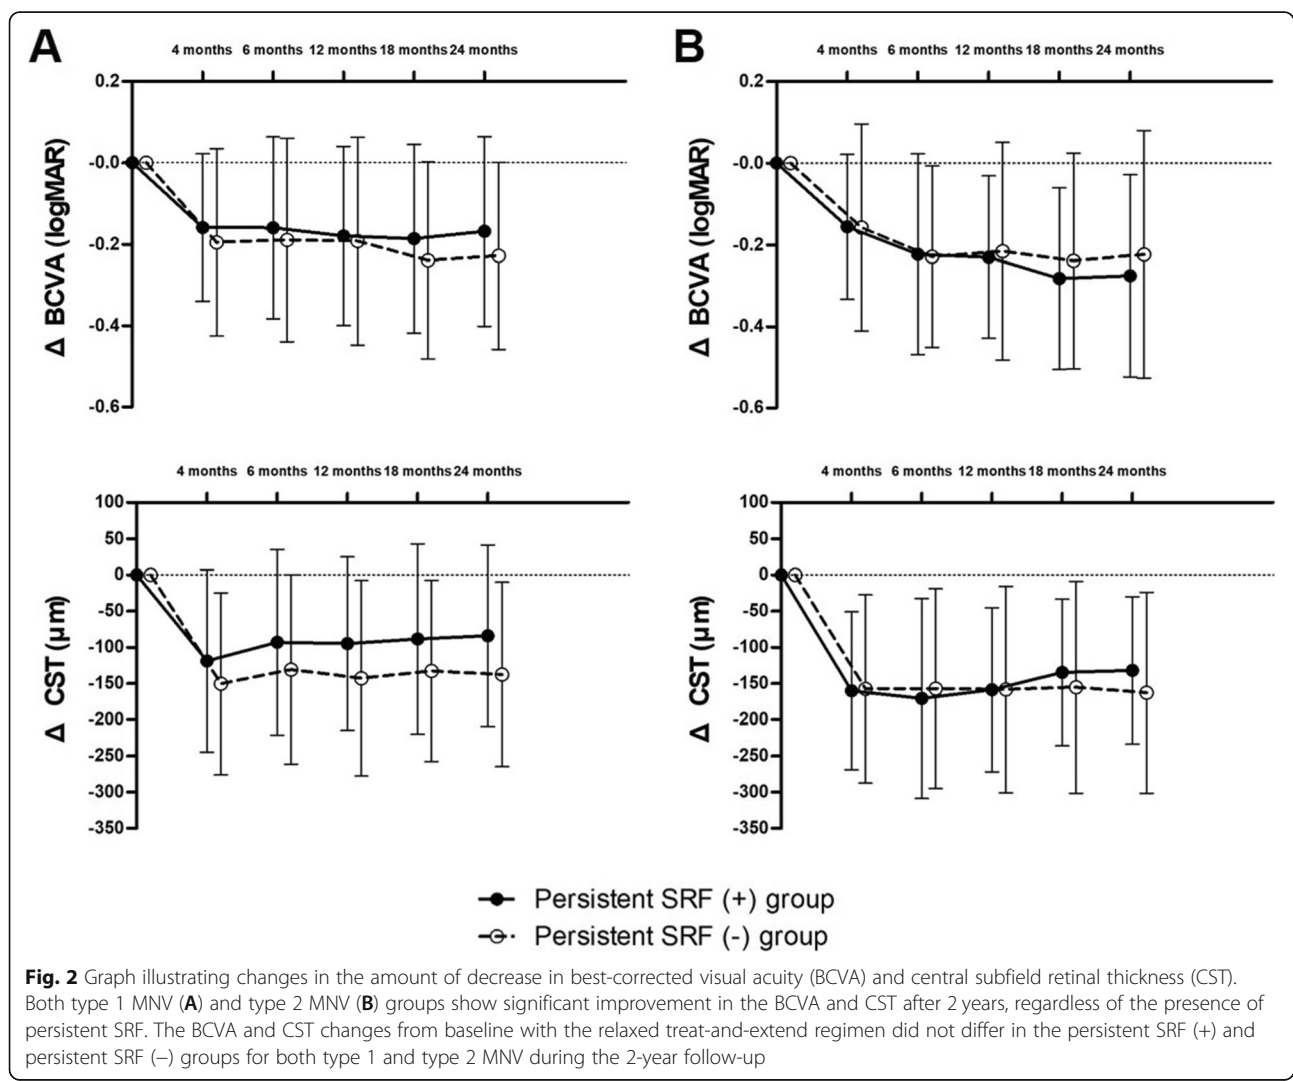 A
4 months 6 months 12 months 18 months 24 months
0.2
-0.0
-0.2
-0.4
-0.6
Δ BCVA (logMAR)
B
4 months 6 months 12 months 18 months 24 months
0.2
-0.0
-0.2
-0.4
-0.6
Δ BCVA (logMAR)
4 months 6 months 12 months 18 months 24 months
100
50
0
-50
-100
-150
-200
-250
-300
-350
Δ CST (µm)
4 months 6 months 12 months 18 months 24 months
100
50
0
-50
-100
-150
-200
-250
-300
-350
Δ CST (µm)
Persistent SRF (+) group
Persistent SRF (-) group
Fig. 2 Graph illustrating changes in the amount of decrease in best-corrected visual acuity (BCVA) and central subfield retinal thickness (CST).
Both type 1 MNV (A) and type 2 MNV (B) groups show significant improvement in the BCVA and CST after 2 years, regardless of the presence of
persistent SRF. The BCVA and CST changes from baseline with the relaxed treat-and-extend regimen did not differ in the persistent SRF (+) and
persistent SRF (−) groups for both type 1 and type 2 MNV during the 2-year follow-up